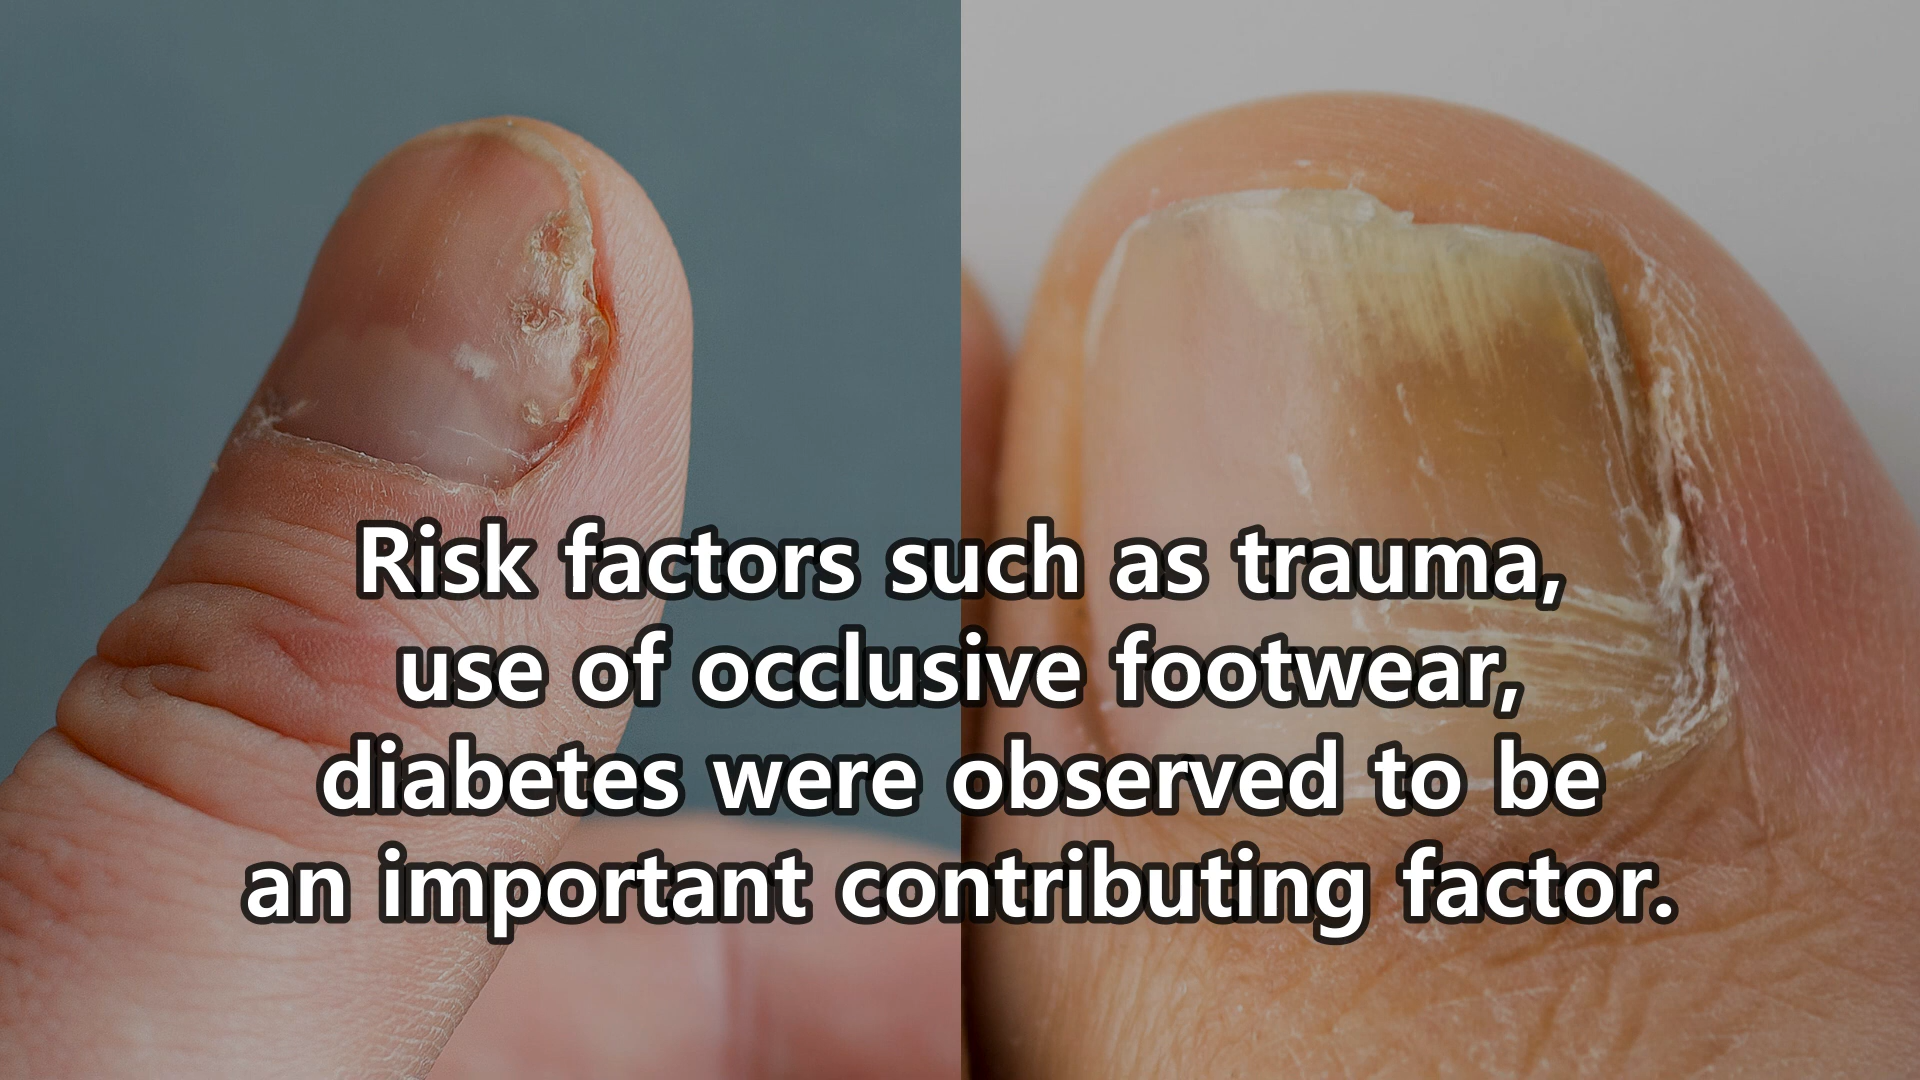 Risk factors such as trauma,
use of occlusive footwear,
diabetes were observed to be
an important contributing factor.